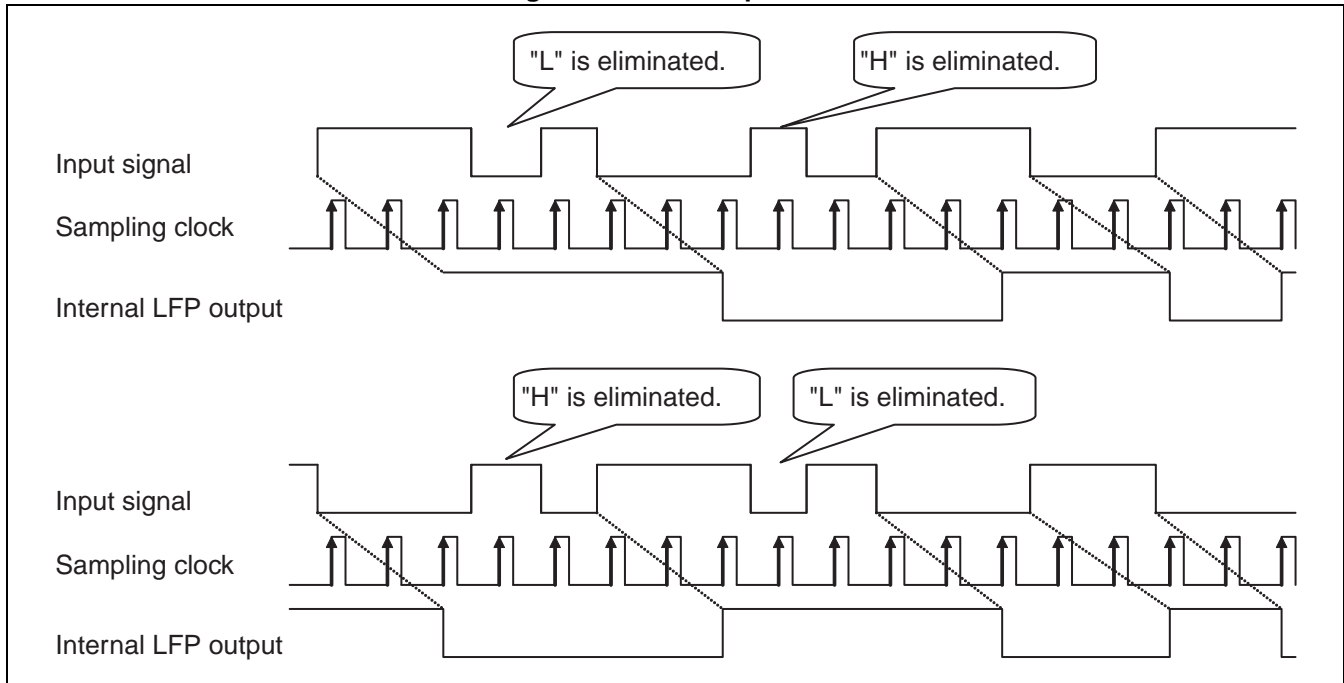 "L" is eliminated.
"H" is eliminated.
Input signal
Sampling clock
Internal LFP output
"H" is eliminated.
"L" is eliminated.
Input signal
Sampling clock
Internal LFP output